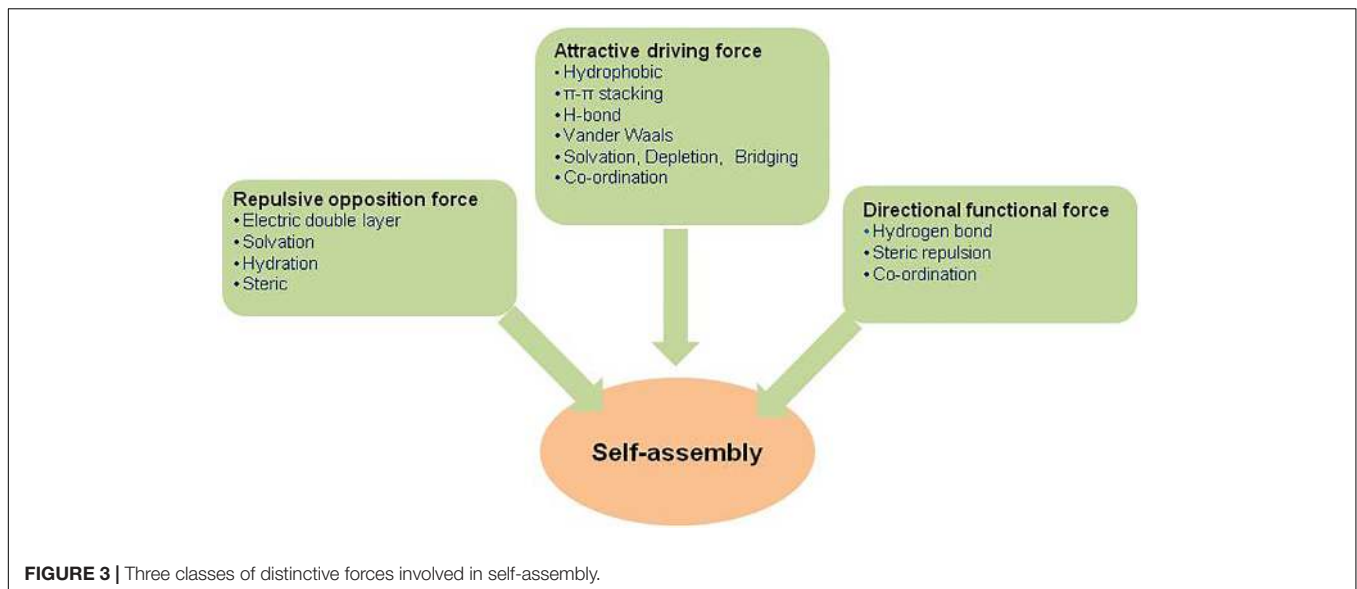 Attractive driving force
• Hydrophobic
• π-π stacking
• H-bond
• Vander Waals
• Solvation, Depletion, Bridging
• Co-ordination
Repulsive opposition force
• Electric double layer
• Solvation
• Hydration
• Steric
Directional functional force
• Hydrogen bond
• Steric repulsion
• Co-ordination
Self-assembly
FIGURE 3 | Three classes of distinctive forces involved in self-assembly.